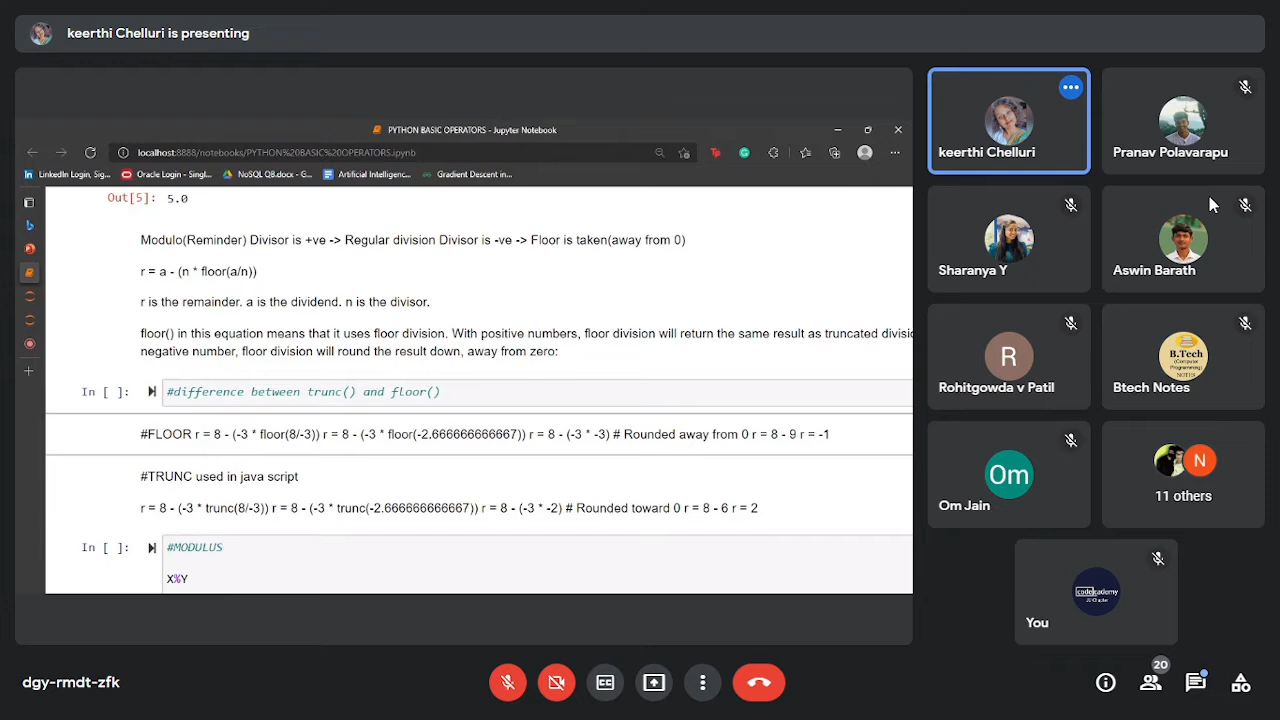 keerthi Chelluri is presenting
PYTHON BASIC OPERATORS - Jupyter Notebook
localhost:8888/notebooks/PYTHON%20BASIC%20OPERATORS.ipynb
LinkedIn Login, Sig...
Oracle Login - Singl...
NoSQL QB.docx - G...
Artificial Intelligenc...
Gradient Descent in...
Out[5]: 5.0
Modulo(Reminder) Divisor is +ve -> Regular division Divisor is -ve -> Floor is taken(away from 0)
r = a - (n * floor(a/n))
r is the remainder. a is the dividend. n is the divisor.
floor() in this equation means that it uses floor division. With positive numbers, floor division will return the same result as truncated divisio
negative number, floor division will round the result down, away from zero:
In [ ]: #difference between trunc() and floor()
#FLOOR r = 8 - (-3 * floor(8/-3)) r = 8 - (-3 * floor(-2.666666666667)) r = 8 - (-3 * -3) # Rounded away from 0 r = 8 - 9 r = -1
#TRUNC used in java script
r = 8 - (-3 * trunc(8/-3)) r = 8 - (-3 * trunc(-2.666666666667)) r = 8 - (-3 * -2) # Rounded toward 0 r = 8 - 6 r = 2
In [ ]: #MODULUS
X%Y
keerthi Chelluri
Pranav Polavarapu
Sharanya Y
Aswin Barath
R
Rohitgowda v Patil
B.Tech
(Computer
Programming)
NOTES
Btech Notes
Om
Om Jain
N
11 others
codecademy
You
dgy-rmdt-zfk
CC
20